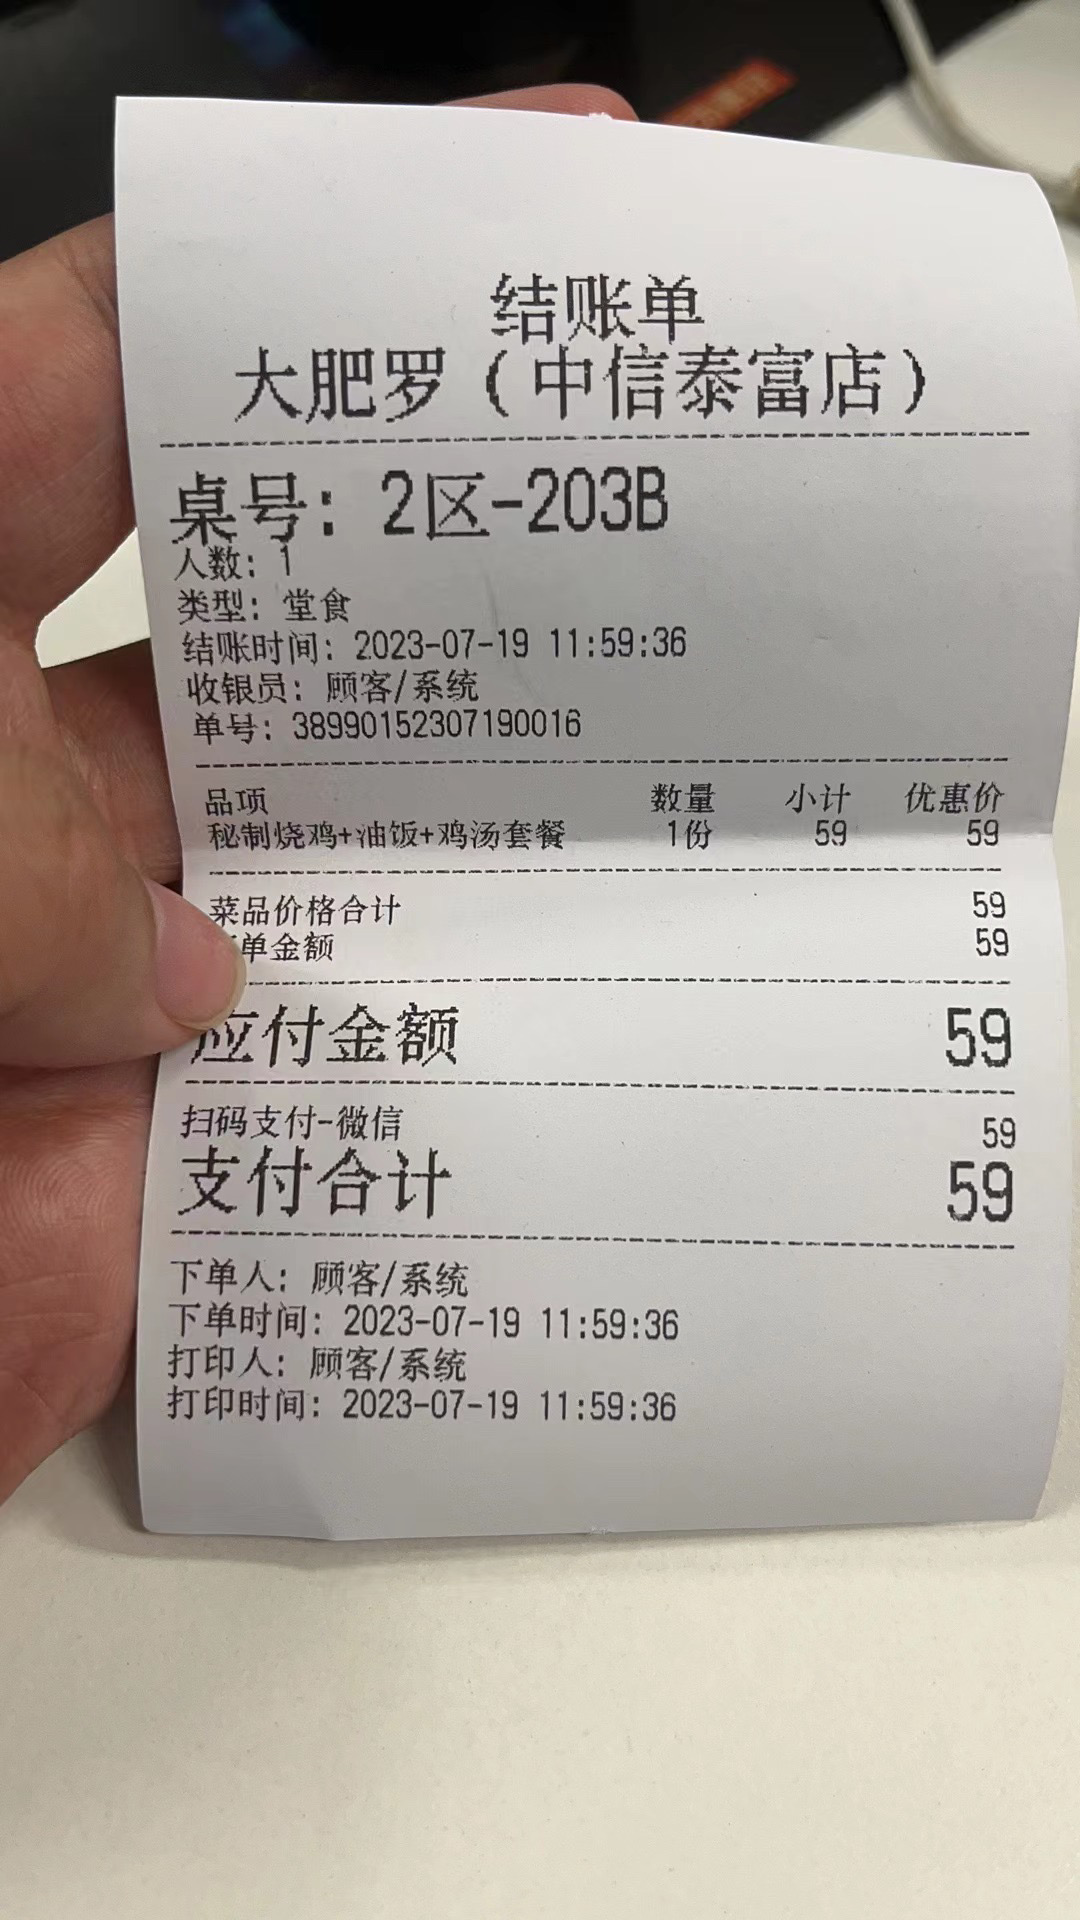 结账单
大肥罗（中信泰富店）
桌号：2区-203B
人数：1
类型：堂食
结账时间：2023-07-19 11:59:36
收银员：顾客/系统
单号：38990152307190016
品项 数量 小计 优惠价
秘制烧鸡+油饭+鸡汤套餐 1份 59 59
菜品价格合计 59
单金额 59
应付金额 59
扫码支付-微信 59
支付合计 59
下单人：顾客/系统
下单时间：2023-07-19 11:59:36
打印人：顾客/系统
打印时间：2023-07-19 11:59:36